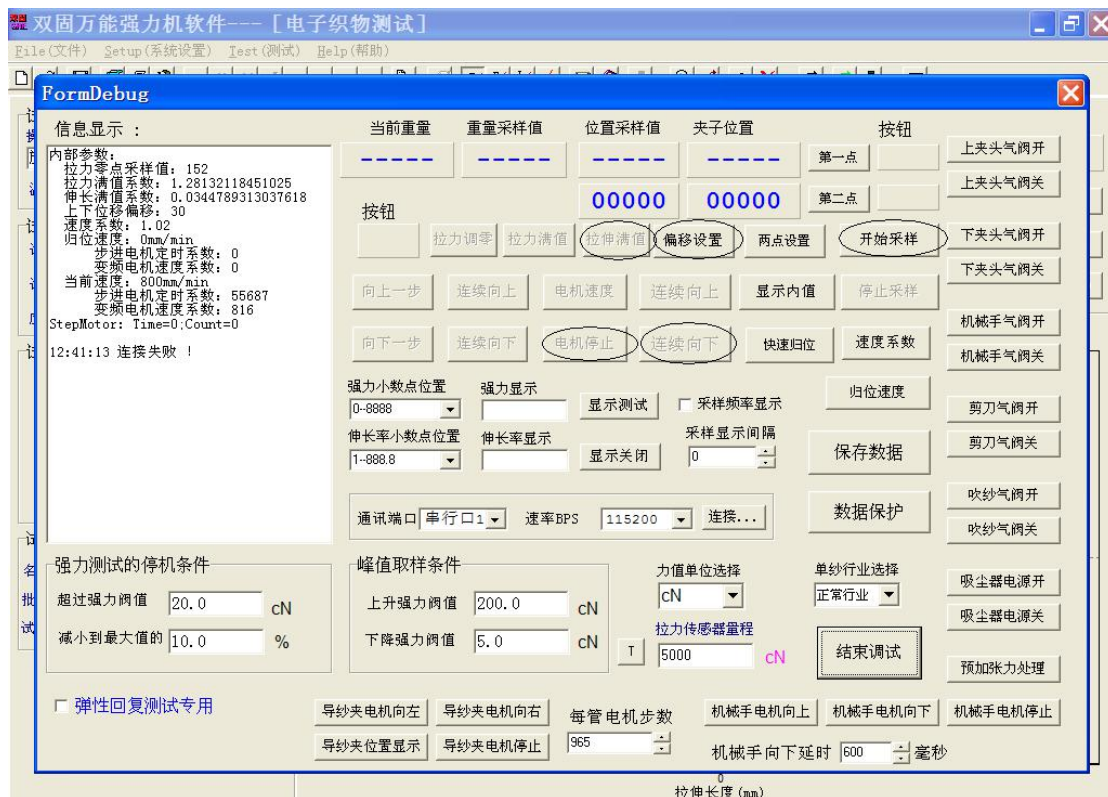 双固万能强力机软件--- [电子织物测试]
File(文件) Setup(系统设置) Test(测试) Help(帮助)
FormDebug
信息显示 :
内部参数:
拉力零点采样值: 152
拉力满值系数: 1.28132118451025
伸长满值系数: 0.0344789313037618
上下位移偏移: 30
速度系数: 1.02
归位速度: 0mm/min
步进电机定时系数: 0
变频电机速度系数: 0
当前速度: 800mm/min
步进电机定时系数: 55687
变频电机速度系数: 816
StepMotor: Time=0;Count=0
12:41:13 连接失败 !
当前重量 重量采样值 位置采样值 夹子位置 按钮
----- ----- ----- ----- 第一点
00000 00000 第二点
按钮
拉力调零 拉力满值 拉伸满值 偏移设置 两点设置 开始采样
向上一步 连续向上 电机速度 连续向上 显示内值 停止采样
向下一步 连续向下 电机停止 连续向下 快速归位 速度系数
归位速度
强力小数点位置 强力显示
0--8888 显示测试 采样频率显示
伸长率小数点位置 伸长率显示 采样显示间隔
1--888.8 显示关闭 0
保存数据
数据保护
通讯端口 串行口1 速率BPS 115200 连接...
上夹头气阀开
上夹头气阀关
下夹头气阀开
下夹头气阀关
机械手气阀开
机械手气阀关
剪刀气阀开
剪刀气阀关
吹纱气阀开
吹纱气阀关
吸尘器电源开
吸尘器电源关
预加张力处理
强力测试的停机条件
超过强力阀值 20.0 cN
减小到最大值的 10.0 %
峰值取样条件
上升强力阀值 200.0 cN
下降强力阀值 5.0 cN
T
力值单位选择
cN
拉力传感器量程
5000 cN
单纱行业选择
正常行业
结束调试
弹性回复测试专用
导纱夹电机向左 导纱夹电机向右
导纱夹位置显示 导纱夹电机停止
每管电机步数
965
机械手电机向上 机械手电机向下 机械手电机停止
机械手向下延时 600 毫秒
0
拉伸长度(mm)